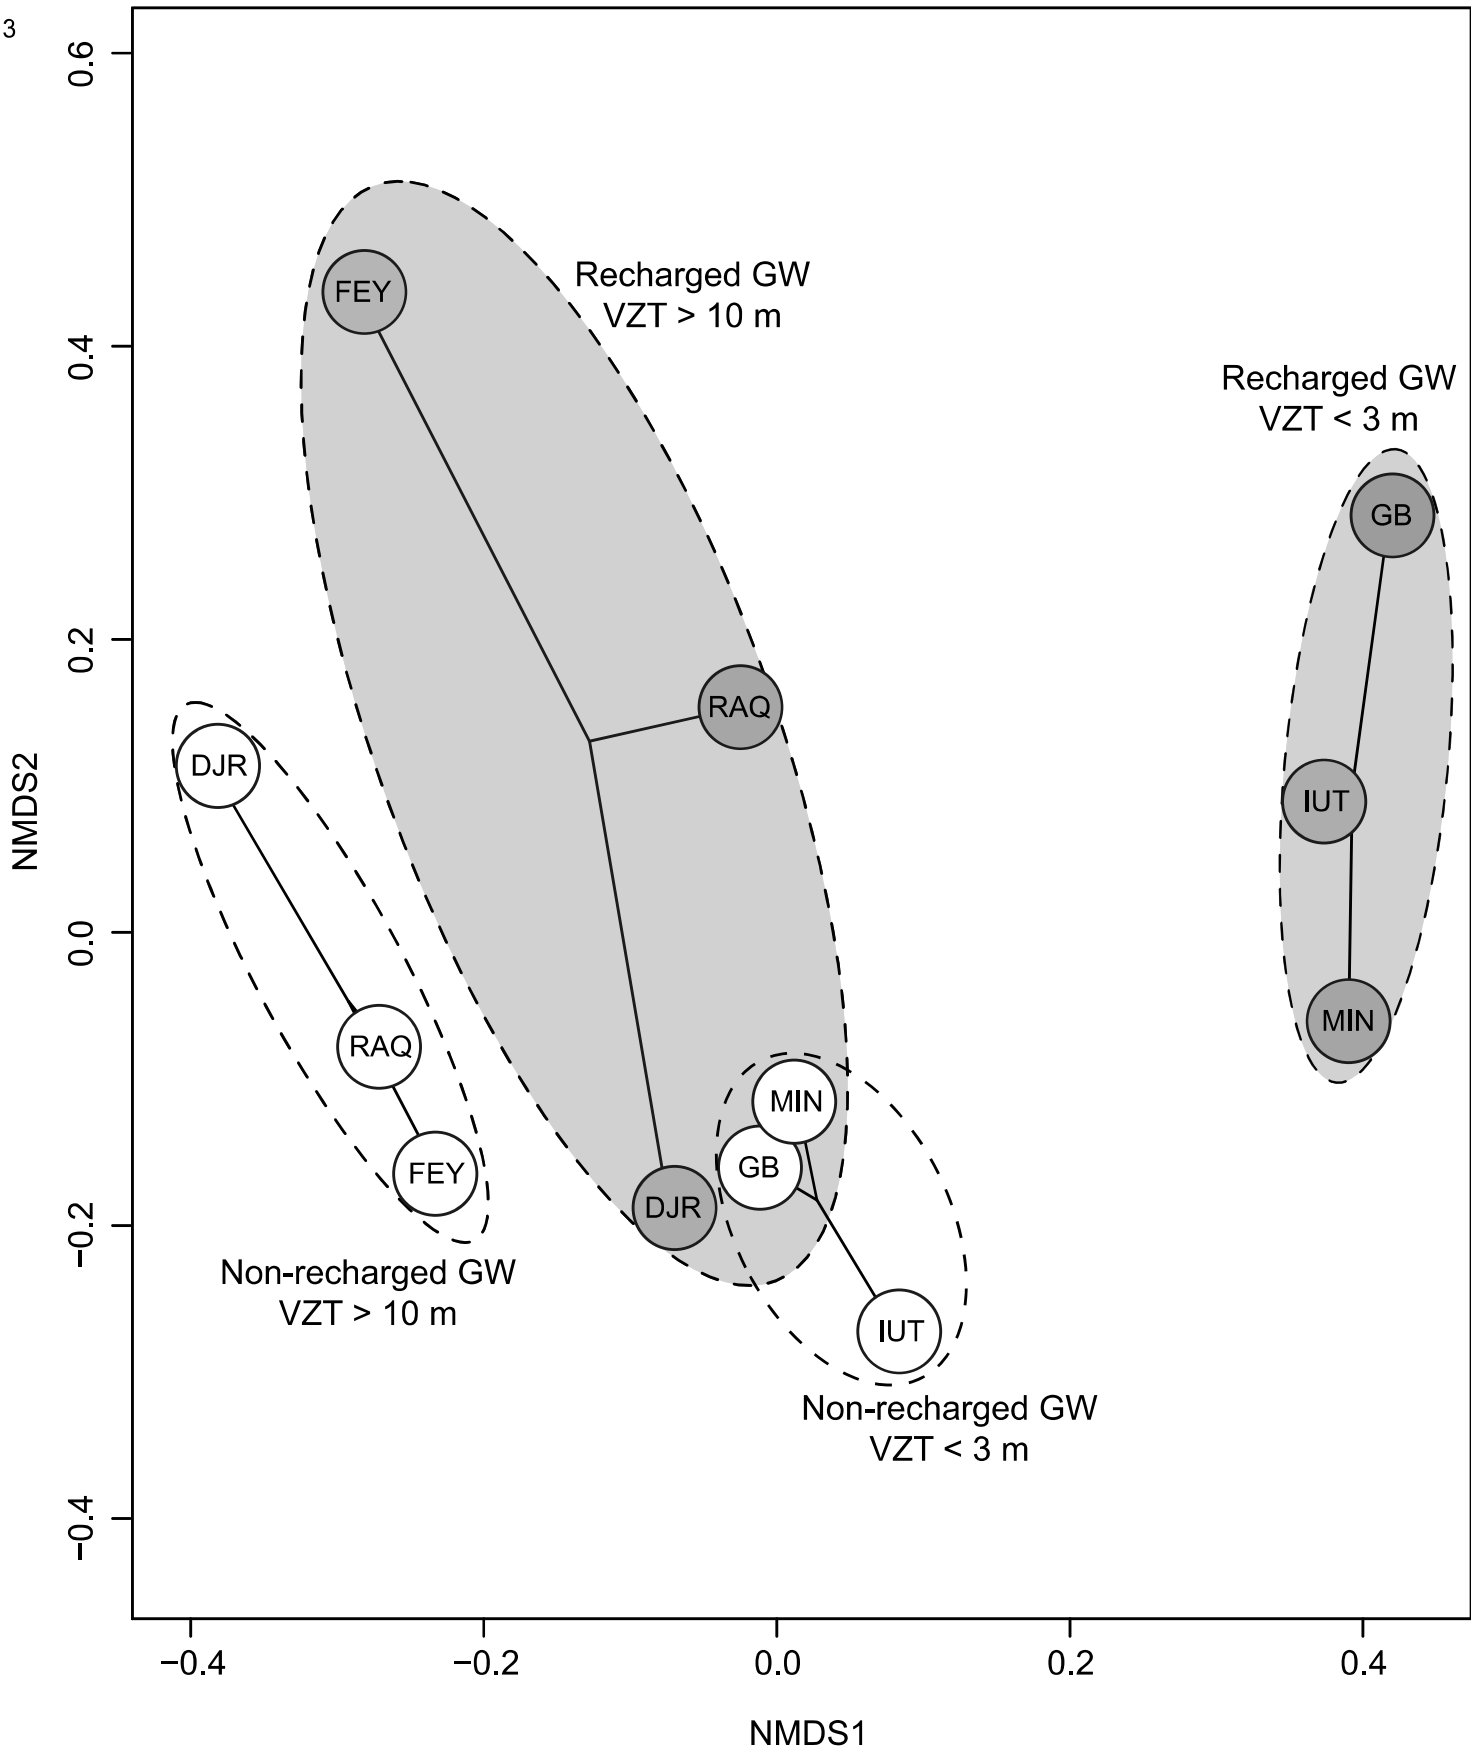 3
0.6
0.4
0.2
0.0
−0.2
−0.4
NMDS2
FEY
Recharged GW
VZT > 10 m
Recharged GW
VZT < 3 m
GB
RAQ
DJR
IUT
MIN
RAQ
MIN
GB
FEY
DJR
Non-recharged GW
VZT > 10 m
IUT
Non-recharged GW
VZT < 3 m
−0.4
−0.2
0.0
0.2
0.4
NMDS1